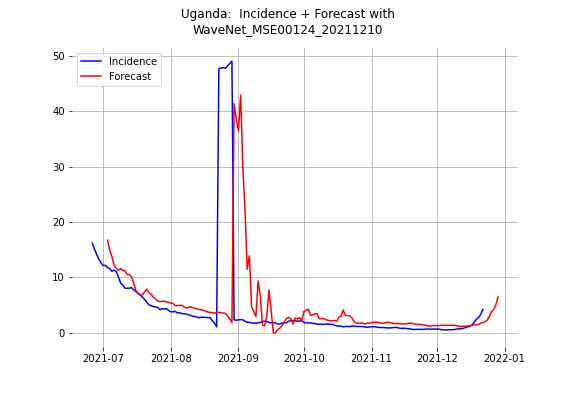 Uganda:  Incidence + Forecast with
WaveNet_MSE00124_20211210
Incidence
Forecast
50
40
30
20
10
0
2021-07 2021-08 2021-09 2021-10 2021-11 2021-12 2022-01